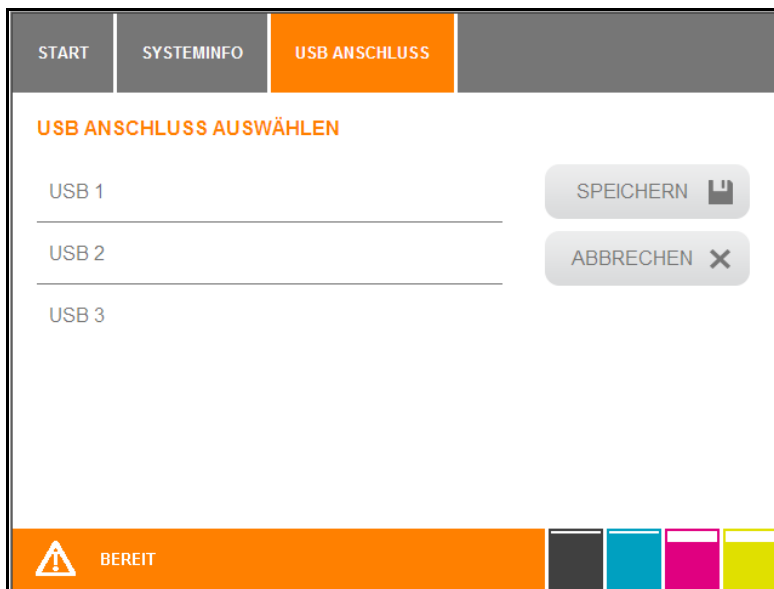 START SYSTEMINFO USB ANSCHLUSS
USB ANSCHLUSS AUSWÄHLEN
USB 1
SPEICHERN
USB 2
ABBRECHEN
USB 3
BEREIT